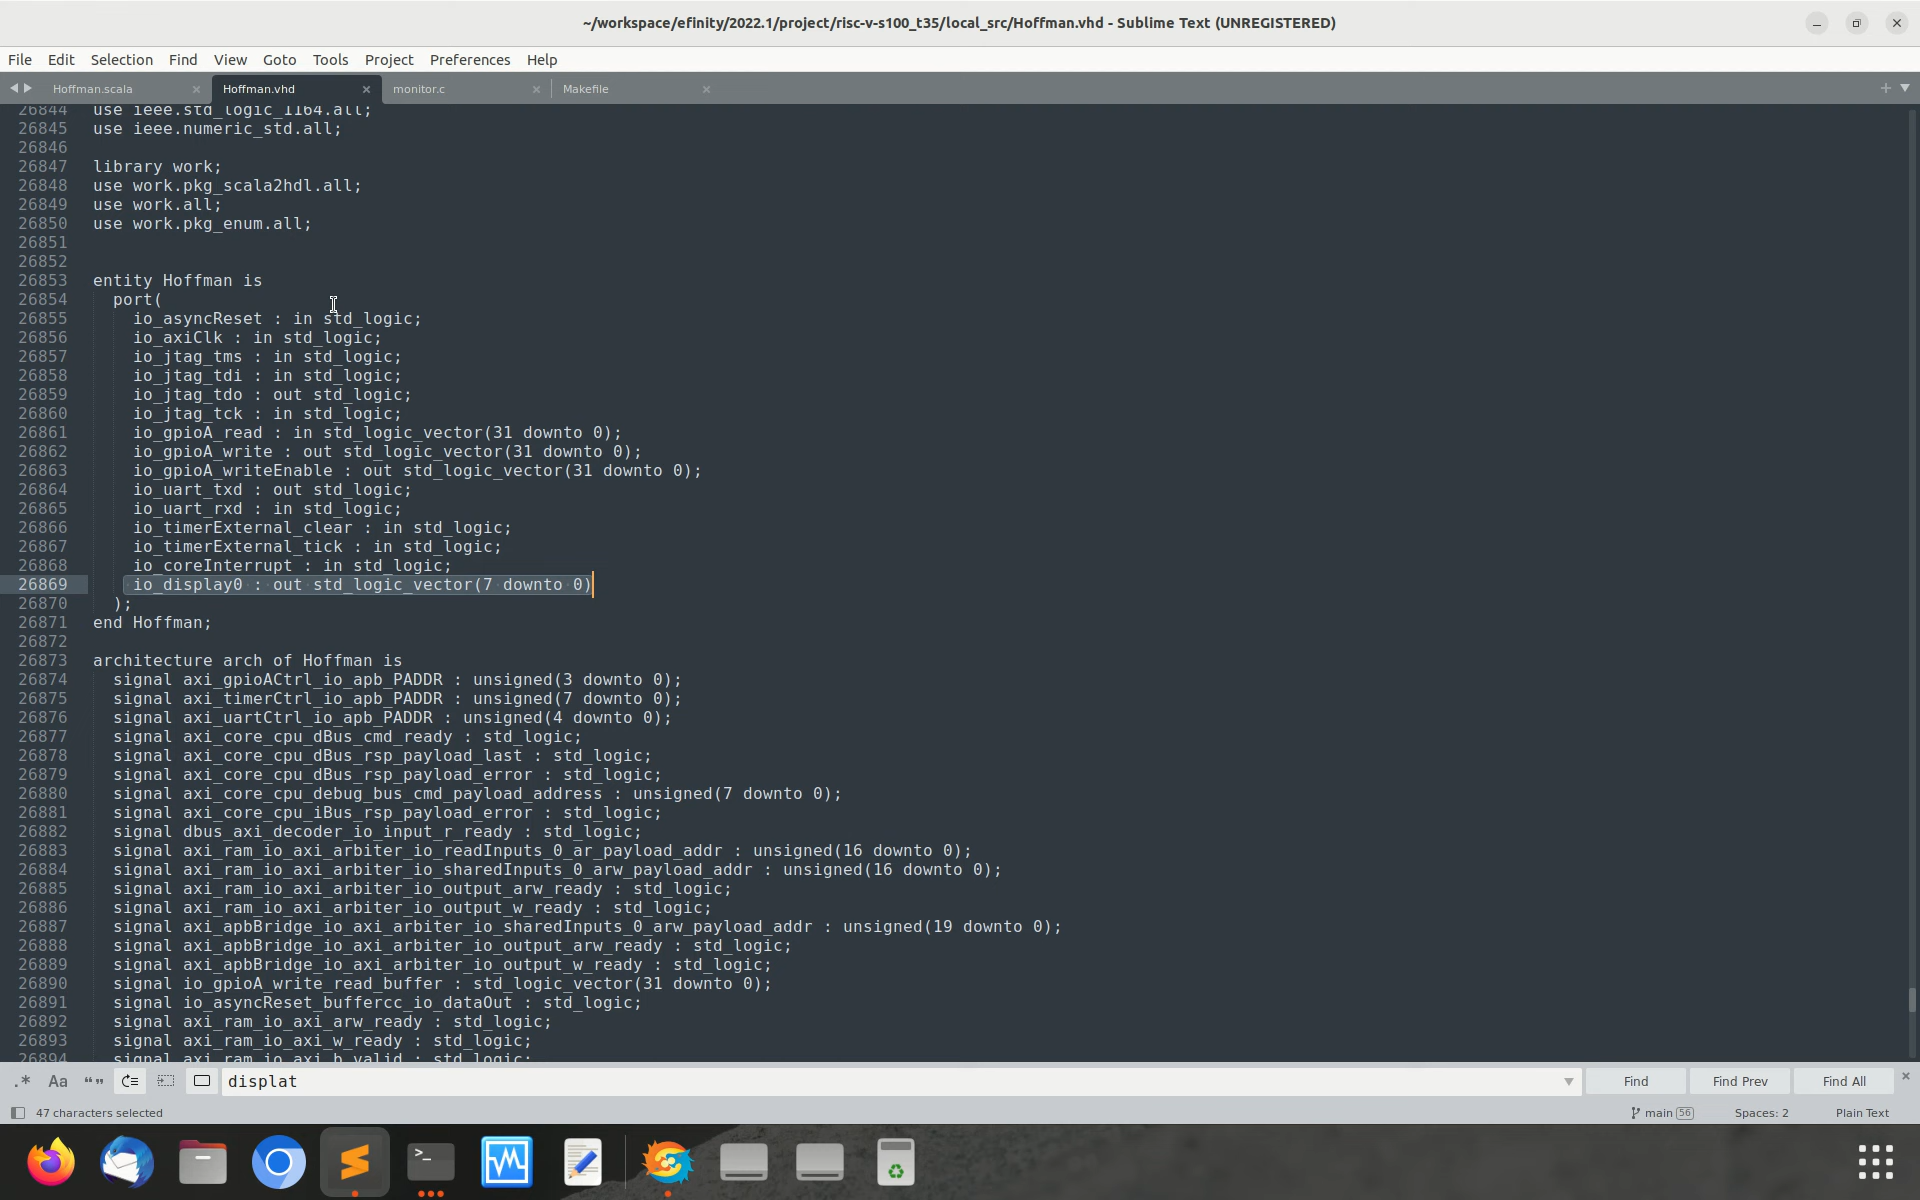 ~/workspace/efinity/2022.1/project/risc-v-s100_t35/local_src/Hoffman.vhd - Sublime Text (UNREGISTERED)
File Edit Selection Find View Goto Tools Project Preferences Help
Hoffman.scala Hoffman.vhd monitor.c Makefile
26844 use ieee.std_logic_1164.all;
26845 use ieee.numeric_std.all;
26846
26847 library work;
26848 use work.pkg_scala2hdl.all;
26849 use work.all;
26850 use work.pkg_enum.all;
26851
26852
26853 entity Hoffman is
26854 port(
26855 io_asyncReset : in std_logic;
26856 io_axiClk : in std_logic;
26857 io_jtag_tms : in std_logic;
26858 io_jtag_tdi : in std_logic;
26859 io_jtag_tdo : out std_logic;
26860 io_jtag_tck : in std_logic;
26861 io_gpioA_read : in std_logic_vector(31 downto 0);
26862 io_gpioA_write : out std_logic_vector(31 downto 0);
26863 io_gpioA_writeEnable : out std_logic_vector(31 downto 0);
26864 io_uart_txd : out std_logic;
26865 io_uart_rxd : in std_logic;
26866 io_timerExternal_clear : in std_logic;
26867 io_timerExternal_tick : in std_logic;
26868 io_coreInterrupt : in std_logic;
26869 io_display0 : out std_logic_vector(7 downto 0)
26870 );
26871 end Hoffman;
26872
26873 architecture arch of Hoffman is
26874 signal axi_gpioACtrl_io_apb_PADDR : unsigned(3 downto 0);
26875 signal axi_timerCtrl_io_apb_PADDR : unsigned(7 downto 0);
26876 signal axi_uartCtrl_io_apb_PADDR : unsigned(4 downto 0);
26877 signal axi_core_cpu_dBus_cmd_ready : std_logic;
26878 signal axi_core_cpu_dBus_rsp_payload_last : std_logic;
26879 signal axi_core_cpu_dBus_rsp_payload_error : std_logic;
26880 signal axi_core_cpu_debug_bus_cmd_payload_address : unsigned(7 downto 0);
26881 signal axi_core_cpu_iBus_rsp_payload_error : std_logic;
26882 signal dbus_axi_decoder_io_input_r_ready : std_logic;
26883 signal axi_ram_io_axi_arbiter_io_readInputs_0_ar_payload_addr : unsigned(16 downto 0);
26884 signal axi_ram_io_axi_arbiter_io_sharedInputs_0_arw_payload_addr : unsigned(16 downto 0);
26885 signal axi_ram_io_axi_arbiter_io_output_arw_ready : std_logic;
26886 signal axi_ram_io_axi_arbiter_io_output_w_ready : std_logic;
26887 signal axi_apbBridge_io_axi_arbiter_io_sharedInputs_0_arw_payload_addr : unsigned(19 downto 0);
26888 signal axi_apbBridge_io_axi_arbiter_io_output_arw_ready : std_logic;
26889 signal axi_apbBridge_io_axi_arbiter_io_output_w_ready : std_logic;
26890 signal io_gpioA_write_read_buffer : std_logic_vector(31 downto 0);
26891 signal io_asyncReset_buffercc_io_dataOut : std_logic;
26892 signal axi_ram_io_axi_arw_ready : std_logic;
26893 signal axi_ram_io_axi_w_ready : std_logic;
26894 signal axi_ram_io_axi_b_valid : std_logic;
.* Aa “” displat Find Find Prev Find All
47 characters selected main 56 Spaces: 2 Plain Text
>_